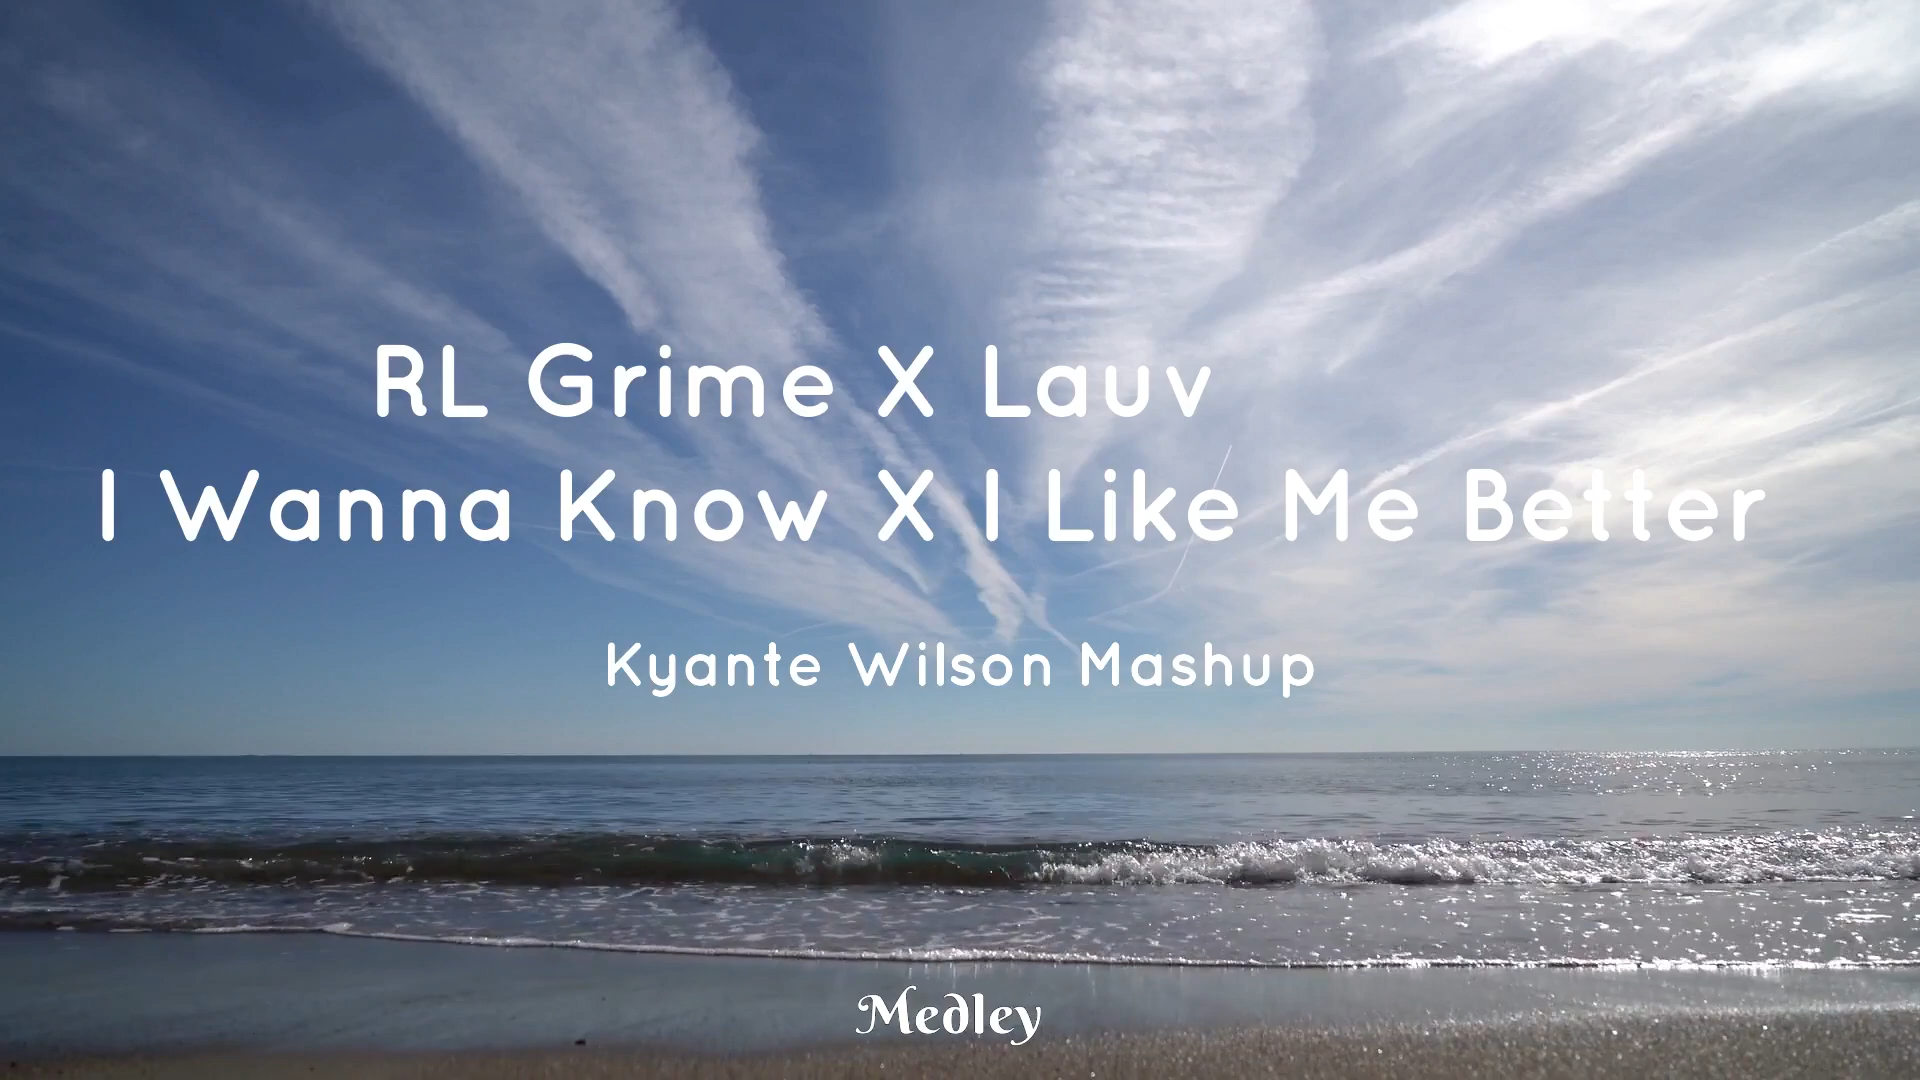 RL Grime X Lauv
I Wanna Know X I Like Me Better
Kyante Wilson Mashup
Medley